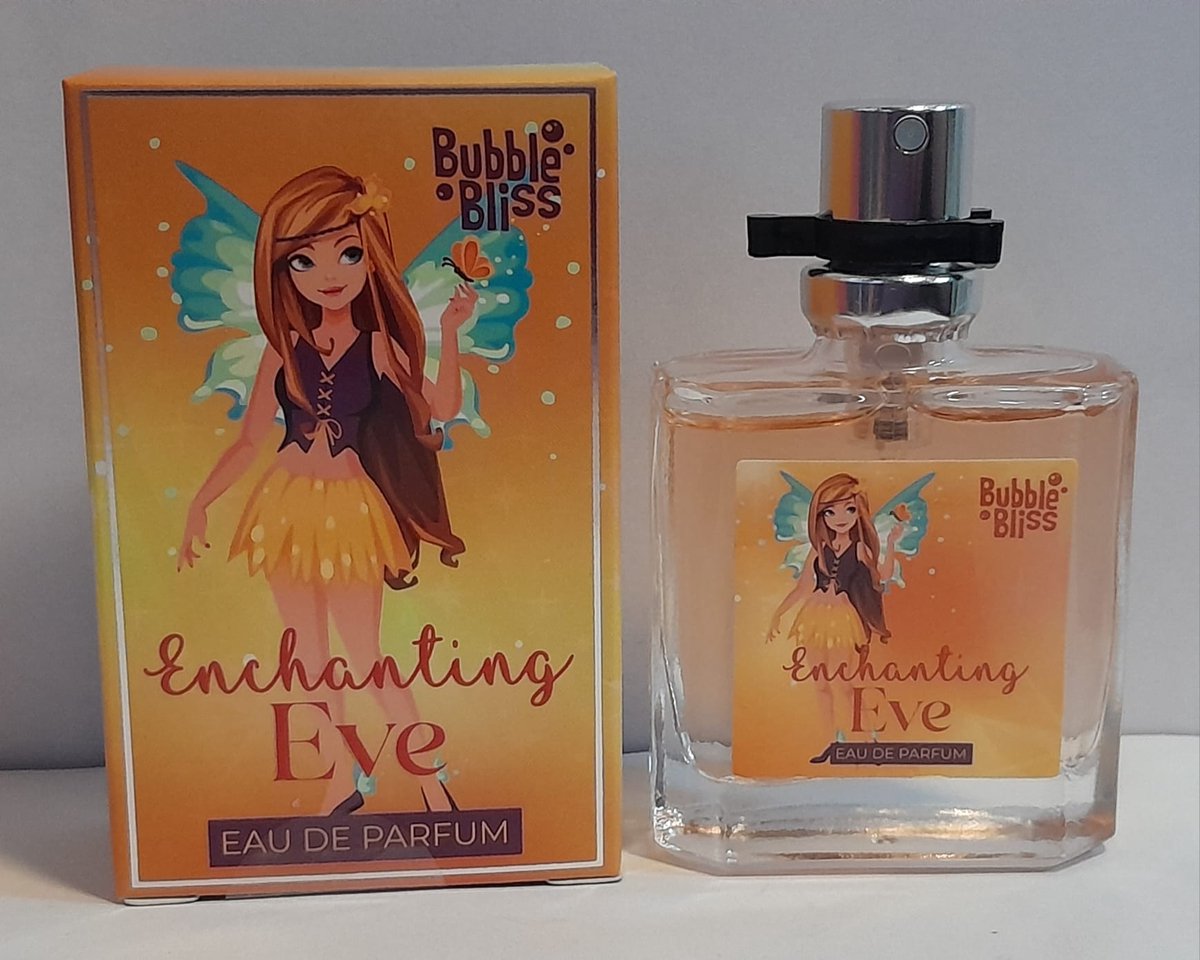 Bubble
Bliss
Enchanting
Eve
EAU DE PARFUM
Bubble
Bliss
Enchanting
Eve
EAU DE PARFUM